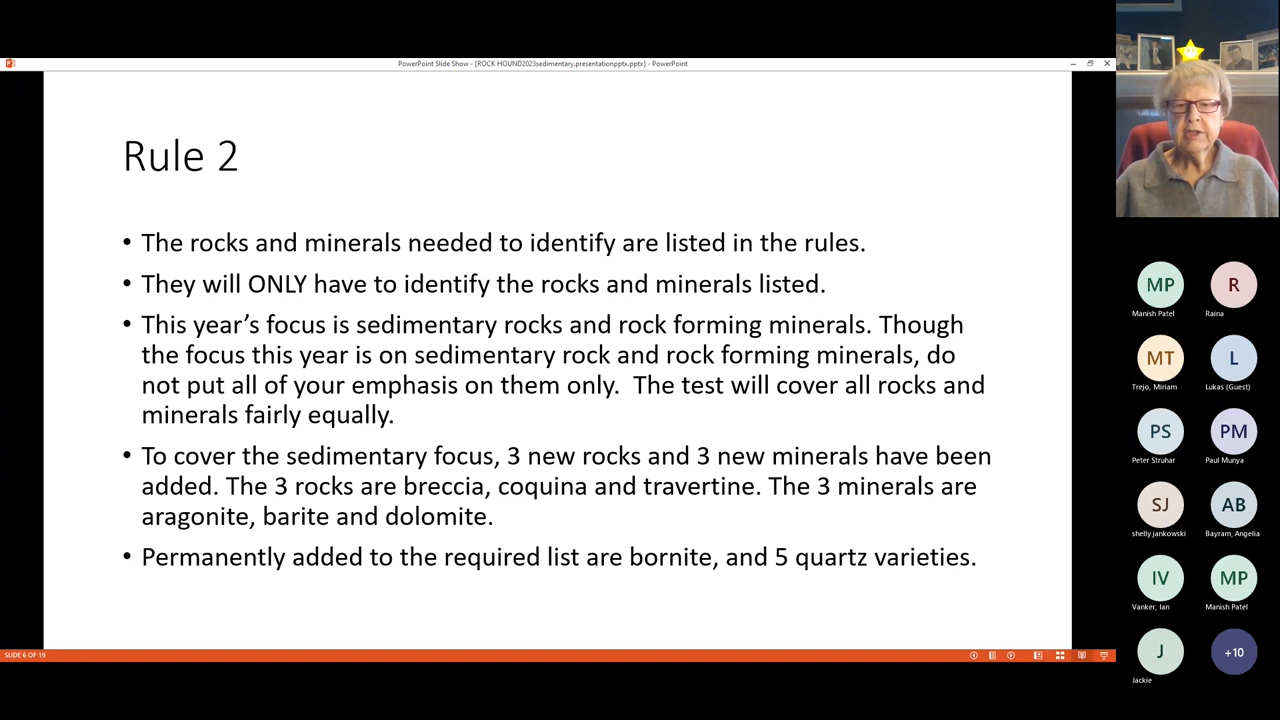 PowerPoint Slide Show - [ROCK HOUND2023sedimentary.presentationpptx.pptx] - PowerPoint
Rule 2
• The rocks and minerals needed to identify are listed in the rules.
• They will ONLY have to identify the rocks and minerals listed.
• This year’s focus is sedimentary rocks and rock forming minerals. Though
the focus this year is on sedimentary rock and rock forming minerals, do
not put all of your emphasis on them only.  The test will cover all rocks and
minerals fairly equally.
• To cover the sedimentary focus, 3 new rocks and 3 new minerals have been
added. The 3 rocks are breccia, coquina and travertine. The 3 minerals are
aragonite, barite and dolomite.
• Permanently added to the required list are bornite, and 5 quartz varieties.
SLIDE 6 OF 19
MP
Manish Patel
R
Raina
MT
Trejo, Miriam
L
Lukas (Guest)
PS
Peter Struhar
PM
Paul Munya
SJ
shelly jankowski
AB
Bayram, Angelia
IV
Vanker, Ian
MP
Manish Patel
J
Jackie
+10